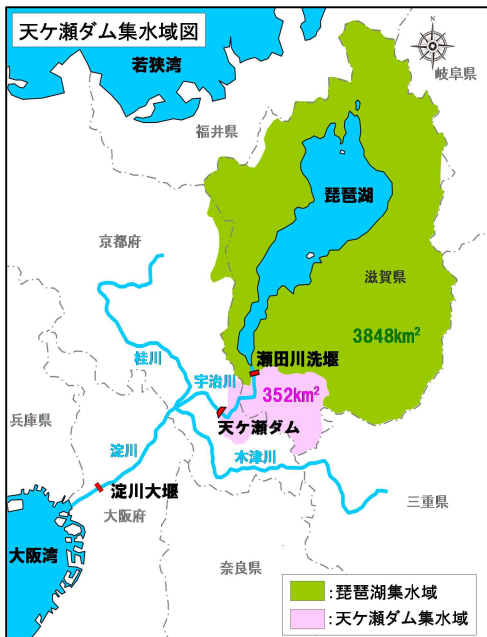 天ケ瀬ダム集水域図
若狭湾
N
岐阜県
福井県
琵琶湖
京都府
滋賀県
3848km²
瀬田川洗堰
桂川
宇治川
352km²
兵庫県
天ケ瀬ダム
淀川
木津川
淀川大堰
三重県
大阪府
大阪湾
奈良県
:琵琶湖集水域
:天ケ瀬ダム集水域